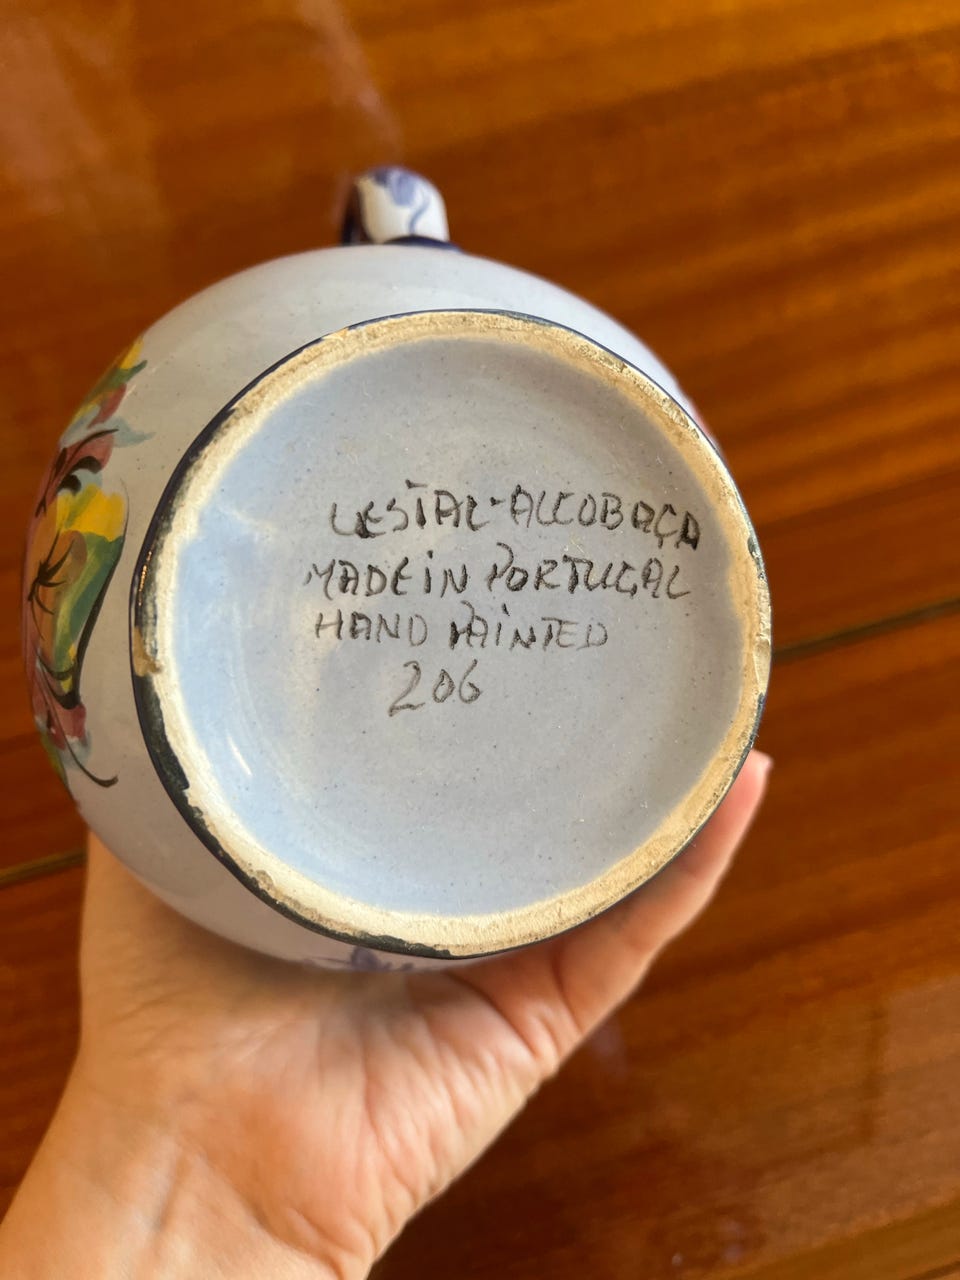 VESTAL-ALCOBAÇA
MADE IN PORTUGAL
HAND PAINTED
206